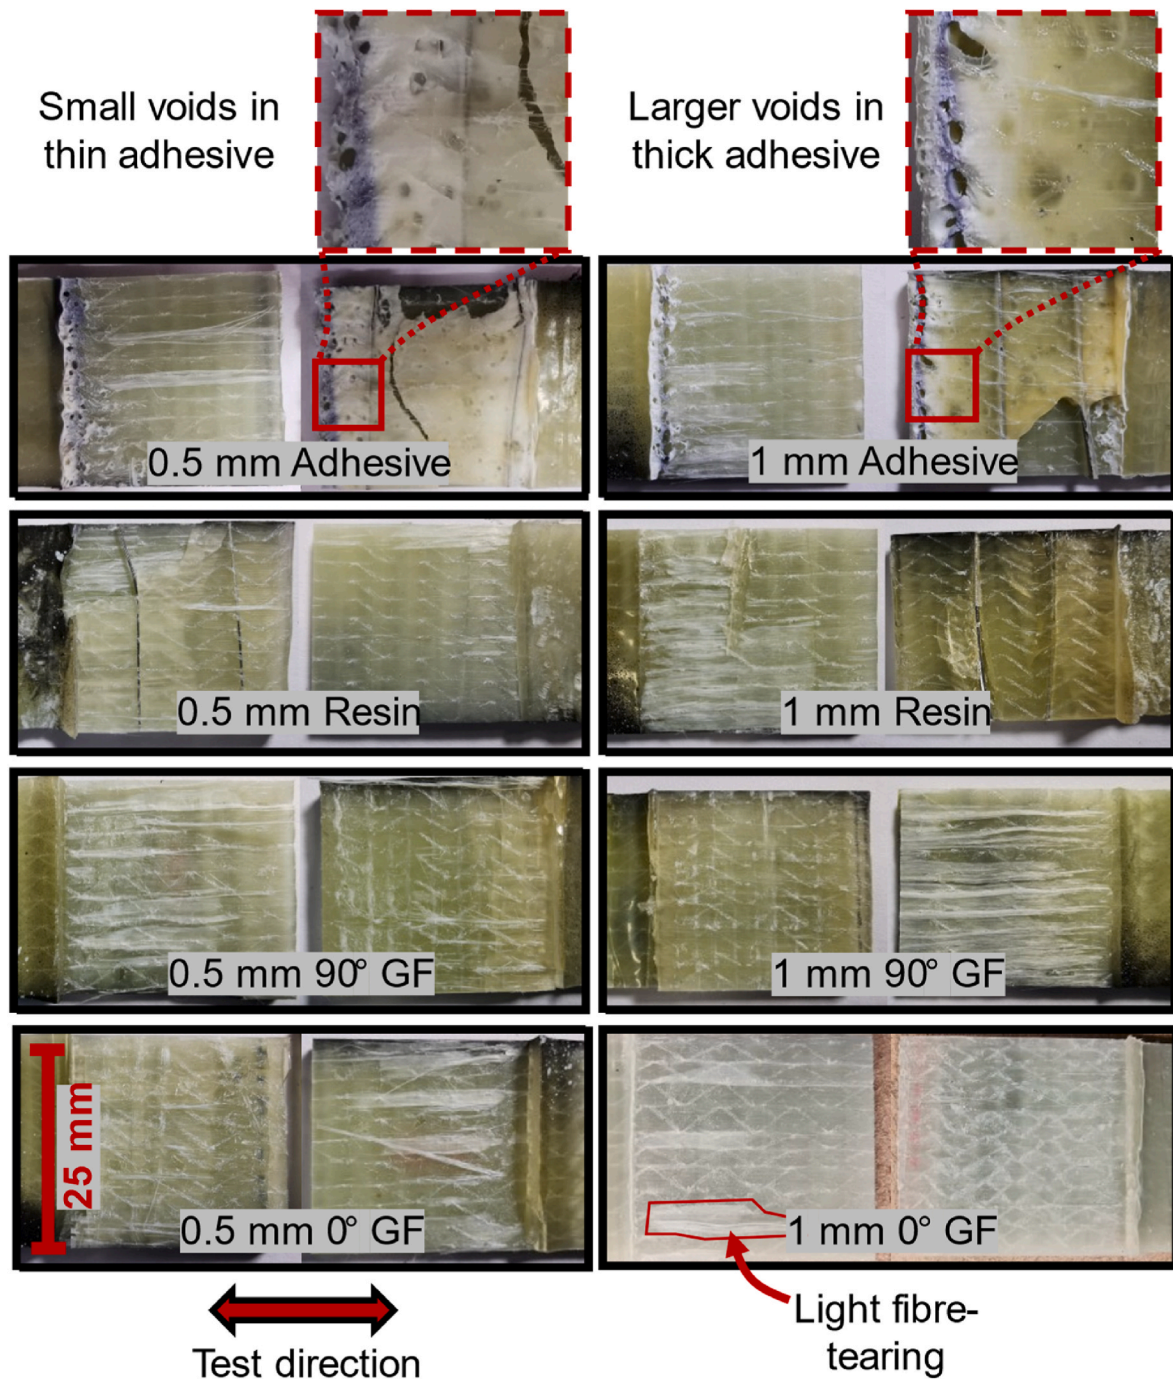 Small voids in
thin adhesive
Larger voids in
thick adhesive
0.5 mm Adhesive
1 mm Adhesive
0.5 mm Resin
1 mm Resin
0.5 mm 90° GF
1 mm 90° GF
25 mm
0.5 mm 0° GF
1 mm 0° GF
Test direction
Light fibre-
tearing